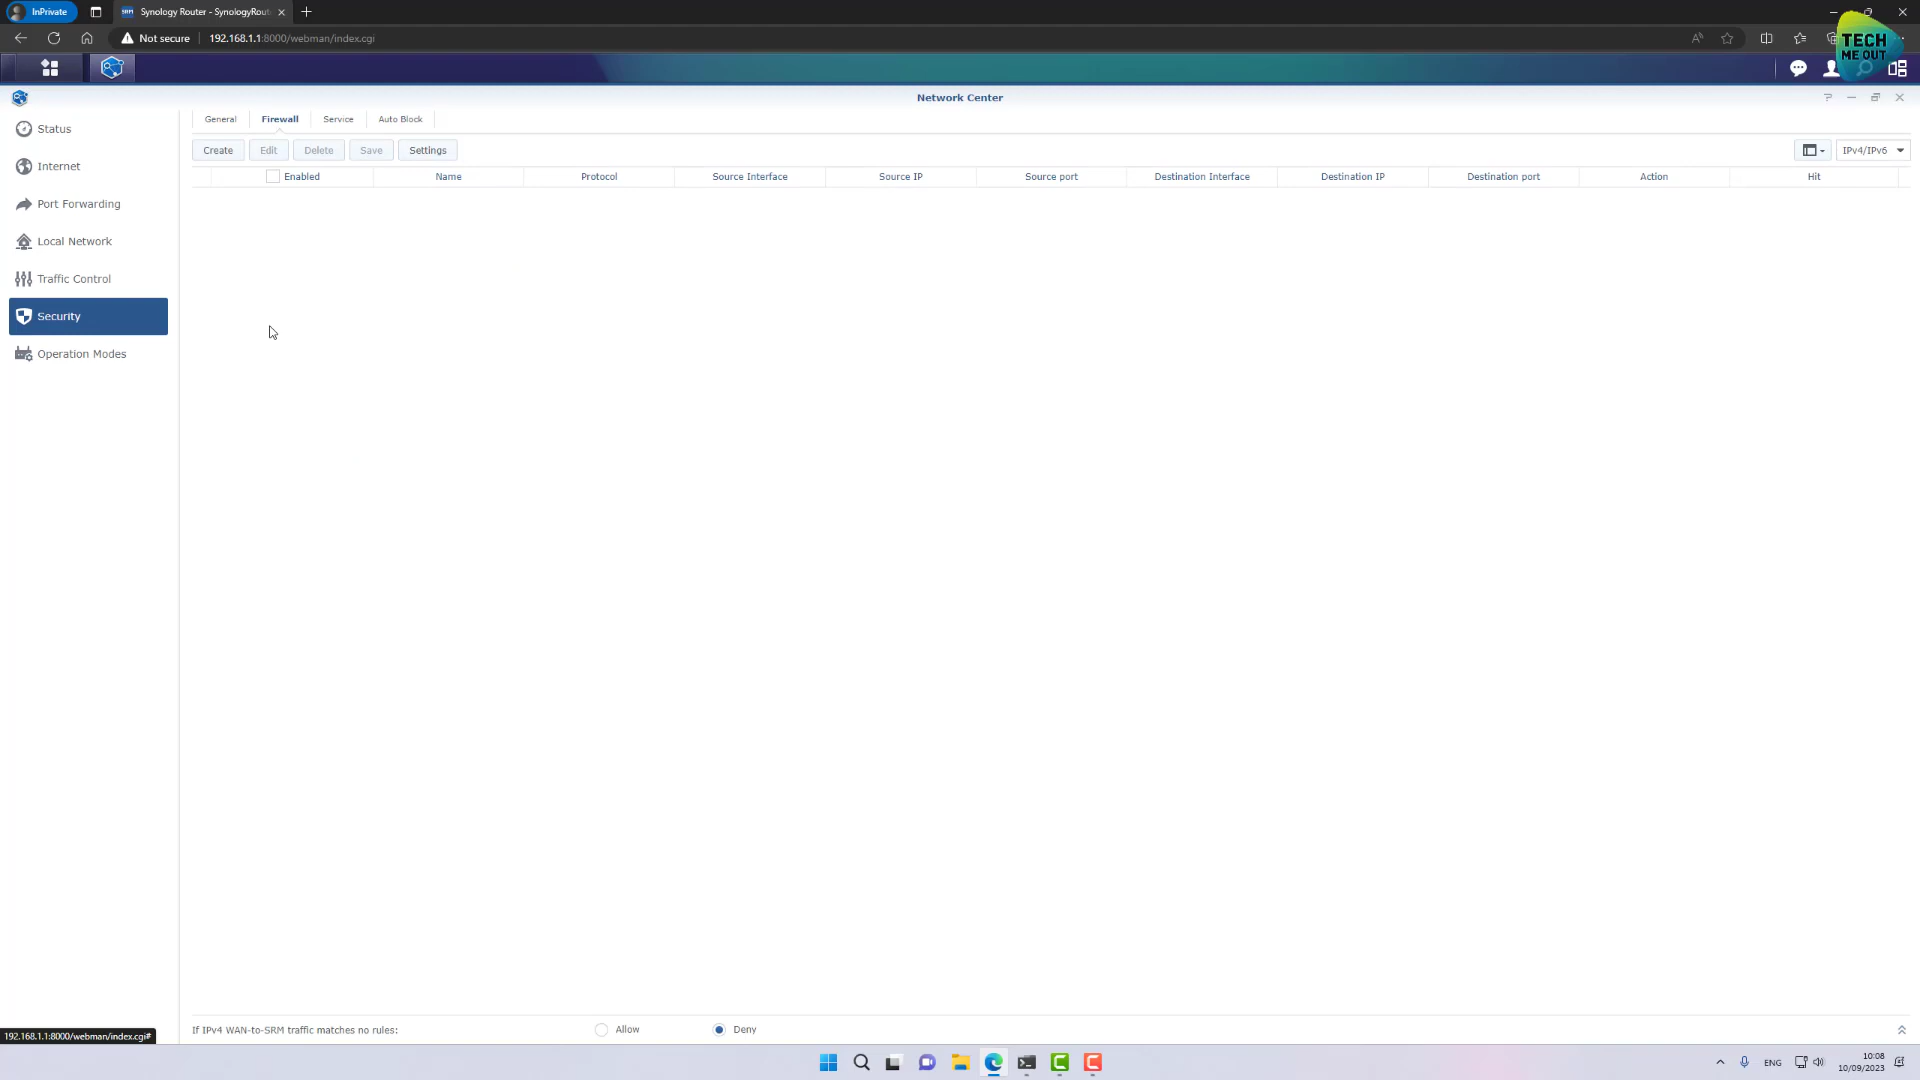 InPrivate
SRM
Synology Router - SynologyRout
Not secure
192.168.1.1:8000/webman/index.cgi
TECH
ME OUT
Network Center
Status
Internet
Port Forwarding
Local Network
Traffic Control
Security
Operation Modes
General Firewall Service Auto Block
Create Edit Delete Save Settings
IPv4/IPv6
Enabled Name Protocol Source Interface Source IP Source port Destination Interface Destination IP Destination port Action Hit
If IPv4 WAN-to-SRM traffic matches no rules: Allow Deny
192.168.1.1:8000/webman/index.cgi#
ENG
10:08
10/09/2023